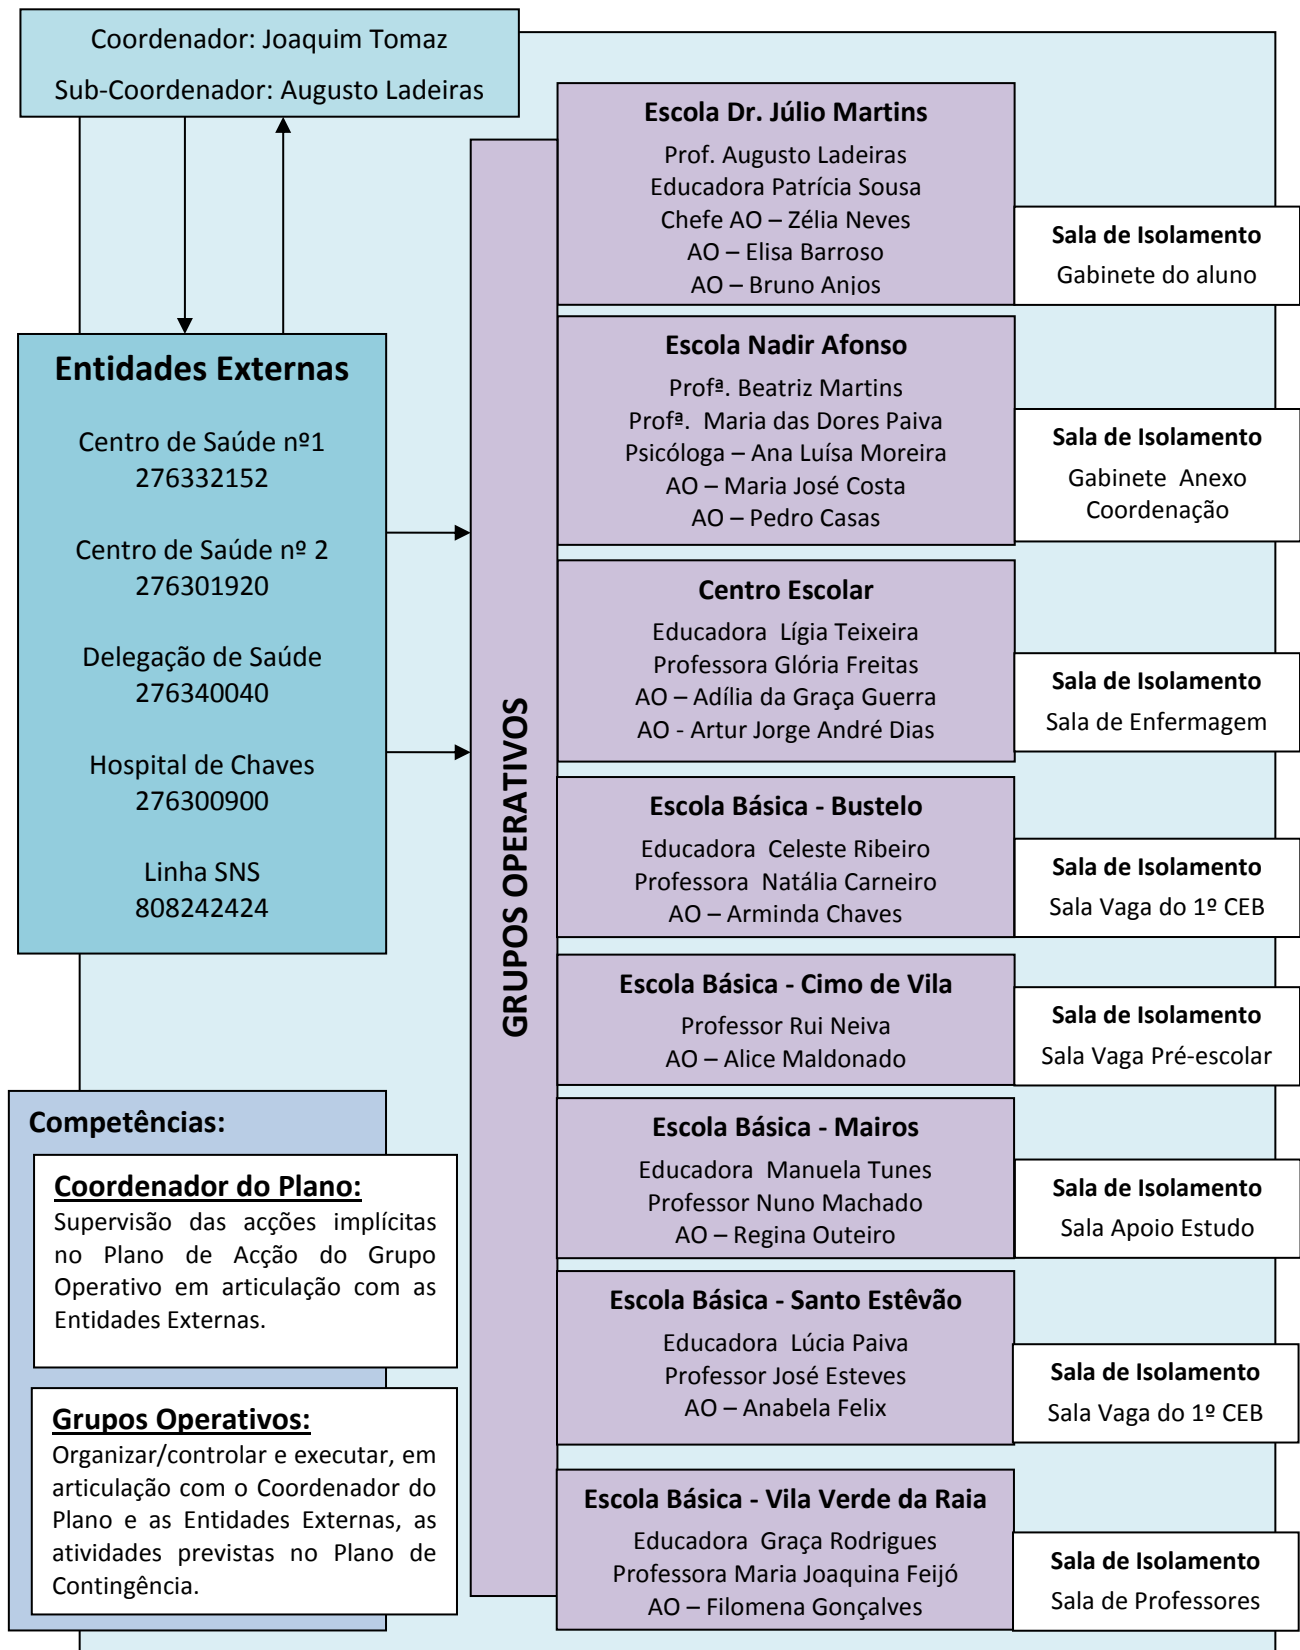 Coordenador: Joaquim Tomaz
Sub-Coordenador: Augusto Ladeiras
Entidades Externas
Centro de Saúde nº1
276332152
Centro de Saúde nº 2
276301920
Delegação de Saúde
276340040
Hospital de Chaves
276300900
Linha SNS
808242424
Competências:
Coordenador do Plano:
Supervisão das acções implícitas
no Plano de Acção do Grupo
Operativo em articulação com as
Entidades Externas.
Grupos Operativos:
Organizar/controlar e executar, em
articulação com o Coordenador do
Plano e as Entidades Externas, as
atividades previstas no Plano de
Contingência.
GRUPOS OPERATIVOS
Escola Dr. Júlio Martins
Prof. Augusto Ladeiras
Educadora Patrícia Sousa
Chefe AO – Zélia Neves
AO – Elisa Barroso
AO – Bruno Anjos
Sala de Isolamento
Gabinete do aluno
Escola Nadir Afonso
Profª. Beatriz Martins
Profª. Maria das Dores Paiva
Psicóloga – Ana Luísa Moreira
AO – Maria José Costa
AO – Pedro Casas
Sala de Isolamento
Gabinete Anexo
Coordenação
Centro Escolar
Educadora Lígia Teixeira
Professora Glória Freitas
AO – Adília da Graça Guerra
AO - Artur Jorge André Dias
Sala de Isolamento
Sala de Enfermagem
Escola Básica - Bustelo
Educadora Celeste Ribeiro
Professora Natália Carneiro
AO – Arminda Chaves
Sala de Isolamento
Sala Vaga do 1º CEB
Escola Básica - Cimo de Vila
Professor Rui Neiva
AO – Alice Maldonado
Sala de Isolamento
Sala Vaga Pré-escolar
Escola Básica - Mairos
Educadora Manuela Tunes
Professor Nuno Machado
AO – Regina Outeiro
Sala de Isolamento
Sala Apoio Estudo
Escola Básica - Santo Estêvão
Educadora Lúcia Paiva
Professor José Esteves
AO – Anabela Felix
Sala de Isolamento
Sala Vaga do 1º CEB
Escola Básica - Vila Verde da Raia
Educadora Graça Rodrigues
Professora Maria Joaquina Feijó
AO – Filomena Gonçalves
Sala de Isolamento
Sala de Professores